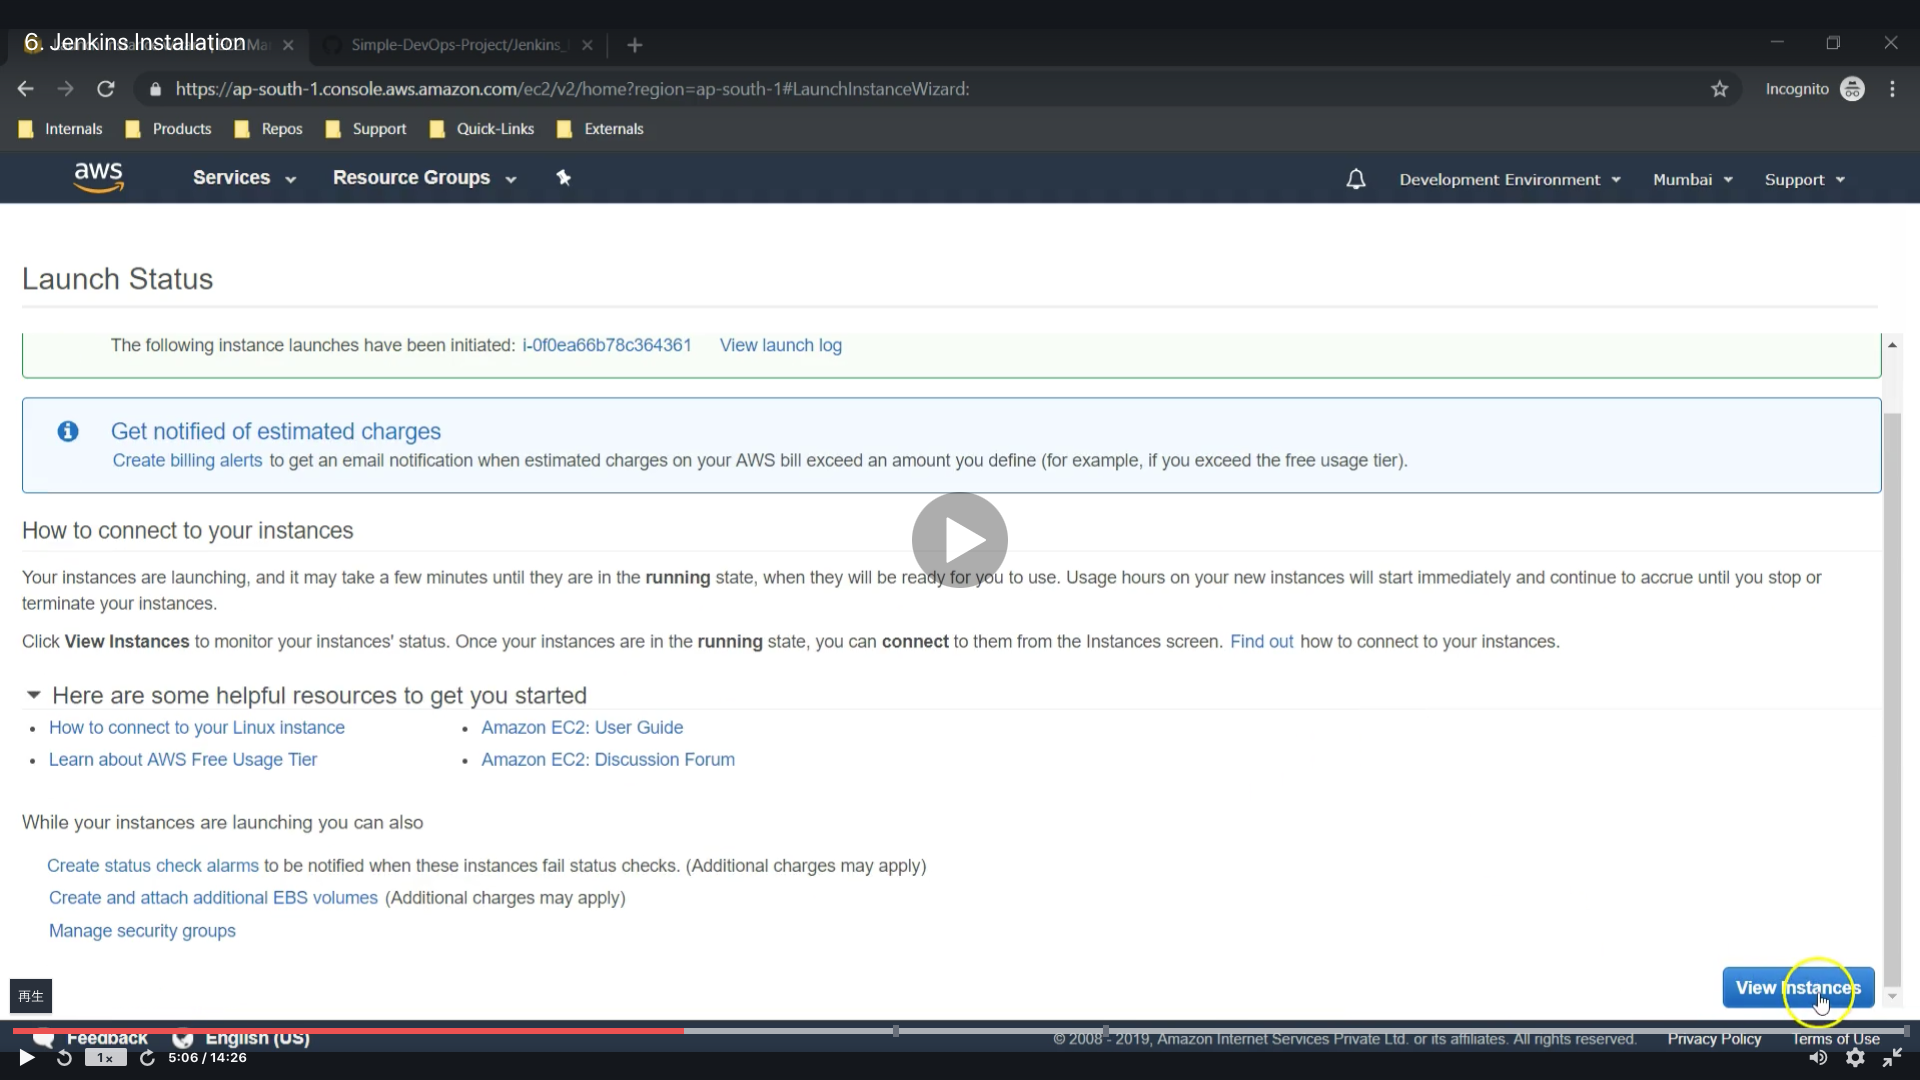 6. Jenkins Installation
Simple-DevOps-Project/Jenkins_
https://ap-south-1.console.aws.amazon.com/ec2/v2/home?region=ap-south-1#LaunchInstanceWizard:
Incognito
Internals Products Repos Support Quick-Links Externals
aws Services Resource Groups Development Environment Mumbai Support
Launch Status
The following instance launches have been initiated: i-0f0ea66b78c364361 View launch log
Get notified of estimated charges
Create billing alerts to get an email notification when estimated charges on your AWS bill exceed an amount you define (for example, if you exceed the free usage tier).
How to connect to your instances
Your instances are launching, and it may take a few minutes until they are in the running state, when they will be ready for you to use. Usage hours on your new instances will start immediately and continue to accrue until you stop or
terminate your instances.
Click View Instances to monitor your instances' status. Once your instances are in the running state, you can connect to them from the Instances screen. Find out how to connect to your instances.
Here are some helpful resources to get you started
How to connect to your Linux instance Amazon EC2: User Guide
Learn about AWS Free Usage Tier Amazon EC2: Discussion Forum
While your instances are launching you can also
Create status check alarms to be notified when these instances fail status checks. (Additional charges may apply)
Create and attach additional EBS volumes (Additional charges may apply)
Manage security groups
View Instances
再生
Feedback English (US) © 2008 - 2019, Amazon Internet Services Private Ltd. or its affiliates. All rights reserved. Privacy Policy Terms of Use
1x 5:06 / 14:26